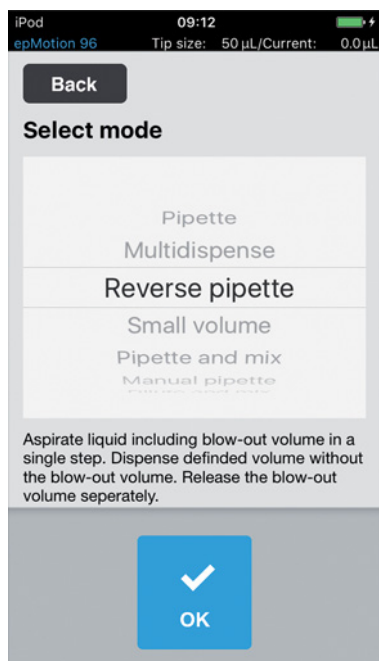 iPod 09:12
epMotion 96 Tip size: 50 µL/Current: 0.0 µL
Back
Select mode
Pipette
Multidispense
Reverse pipette
Small volume
Pipette and mix
Manual pipette
Aspirate liquid including blow-out volume in a
single step. Dispense definded volume without
the blow-out volume. Release the blow-out
volume seperately.
OK